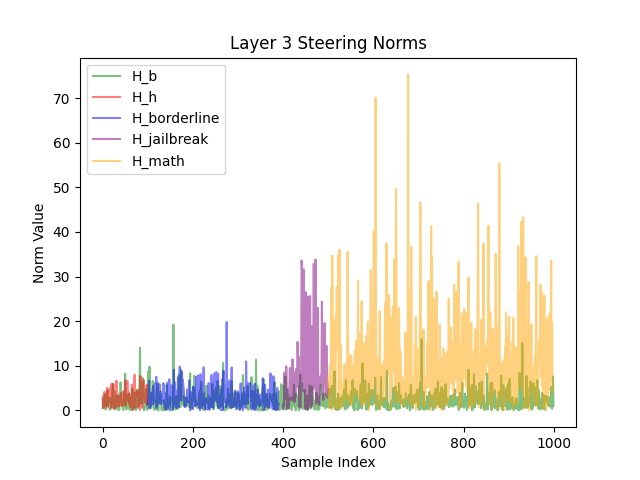 Layer 3 Steering Norms
H_b
H_h
H_borderline
H_jailbreak
H_math
Norm Value
70
60
50
40
30
20
10
0
0 200 400 600 800 1000
Sample Index